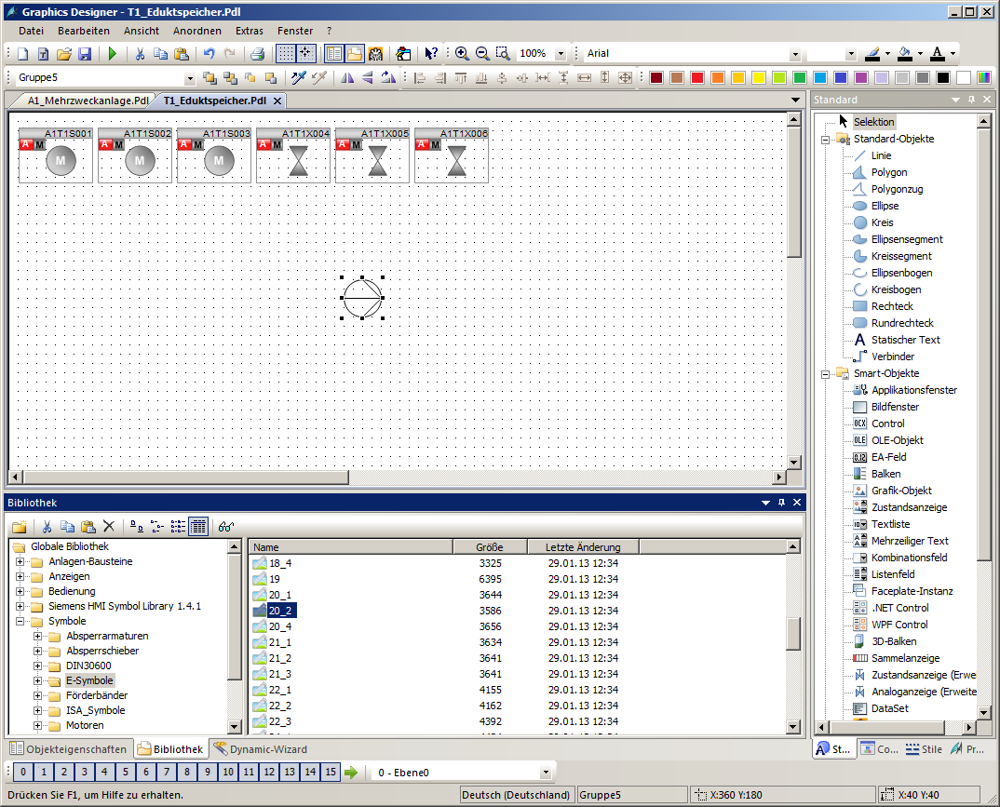 Graphics Designer - T1_Eduktspeicher.Pdl
Datei Bearbeiten Ansicht Anordnen Extras Fenster ?
100% Arial
Gruppe5
A1_Mehrzweckanlage.Pdl T1_Eduktspeicher.Pdl
A1T1S001 A1T1S002 A1T1S003 A1T1X004 A1T1X005 A1T1X006
A M A M A M A M A M A M
M M M
Bibliothek
Globale Bibliothek
Anlagen-Bausteine
Anzeigen
Bedienung
Siemens HMI Symbol Library 1.4.1
Symbole
Absperrarmaturen
Absperrschieber
DIN30600
E-Symbole
Förderbänder
ISA_Symbole
Motoren
Name Größe Letzte Änderung
18_4 3325 29.01.13 12:34
19 6395 29.01.13 12:34
20_1 3644 29.01.13 12:34
20_2 3586 29.01.13 12:34
20_4 3656 29.01.13 12:34
21_1 3634 29.01.13 12:34
21_2 3641 29.01.13 12:34
21_3 3641 29.01.13 12:34
22_1 4155 29.01.13 12:34
22_2 4162 29.01.13 12:34
22_3 4392 29.01.13 12:34
Standard
Selektion
Standard-Objekte
Linie
Polygon
Polygonzug
Ellipse
Kreis
Ellipsensegment
Kreissegment
Ellipsenbogen
Kreisbogen
Rechteck
Rundrechteck
Statischer Text
Verbinder
Smart-Objekte
Applikationsfenster
Bildfenster
Control
OLE-Objekt
EA-Feld
Balken
Grafik-Objekt
Zustandsanzeige
Textliste
Mehrzeiliger Text
Kombinationsfeld
Listenfeld
Faceplate-Instanz
.NET Control
WPF Control
3D-Balken
Sammelanzeige
Zustandsanzeige (Erwe
Analoganzeige (Erweite
DataSet
St... Co... Stile Pr...
Objekteigenschaften Bibliothek Dynamic-Wizard
0 1 2 3 4 5 6 7 8 9 10 11 12 13 14 15 0 - Ebene0
Drücken Sie F1, um Hilfe zu erhalten. Deutsch (Deutschland) Gruppe5 X:360 Y:180 X:40 Y:40